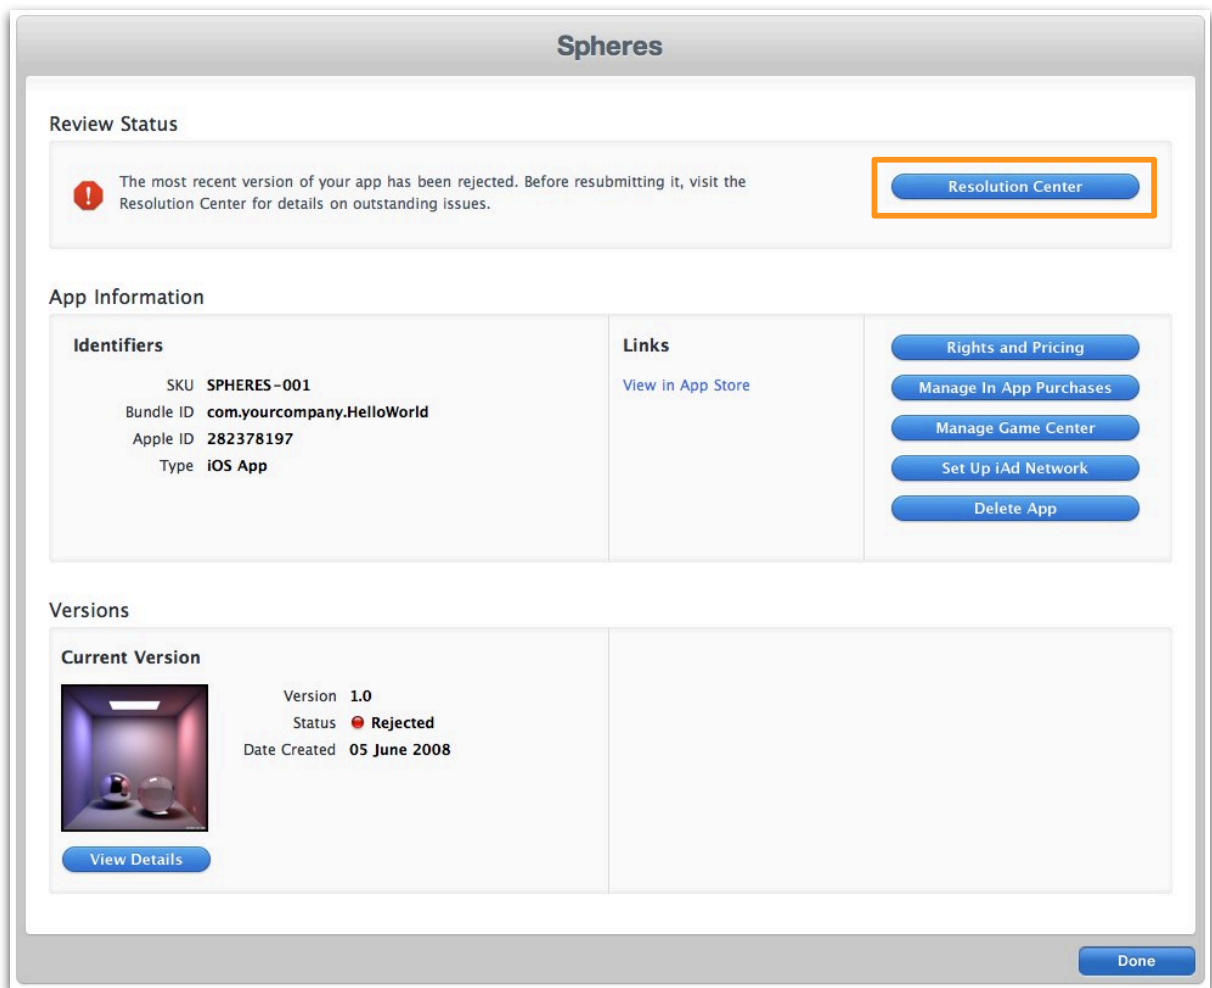 Spheres
Review Status
The most recent version of your app has been rejected. Before resubmitting it, visit the
Resolution Center for details on outstanding issues.
Resolution Center
App Information
Identifiers
SKU SPHERES-001
Bundle ID com.yourcompany.HelloWorld
Apple ID 282378197
Type iOS App
Links
View in App Store
Rights and Pricing
Manage In App Purchases
Manage Game Center
Set Up iAd Network
Delete App
Versions
Current Version
Version 1.0
Status Rejected
Date Created 05 June 2008
View Details
Done